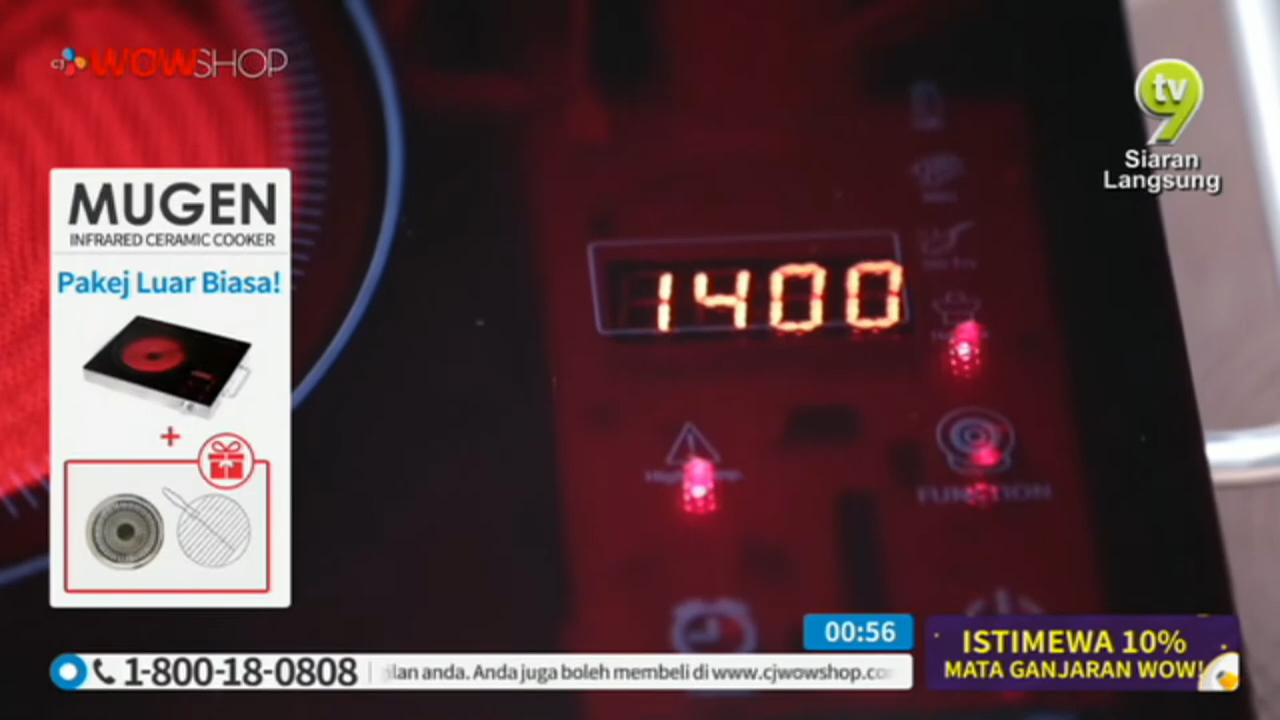 CJ WOWSHOP
tv9
Siaran
Langsung
MUGEN
INFRARED CERAMIC COOKER
Pakej Luar Biasa!
+
1400
FUNCTION
00:56
1-800-18-0808
ilan anda. Anda juga boleh membeli di www.cjwowshop.co
ISTIMEWA 10%
MATA GANJARAN WOW!